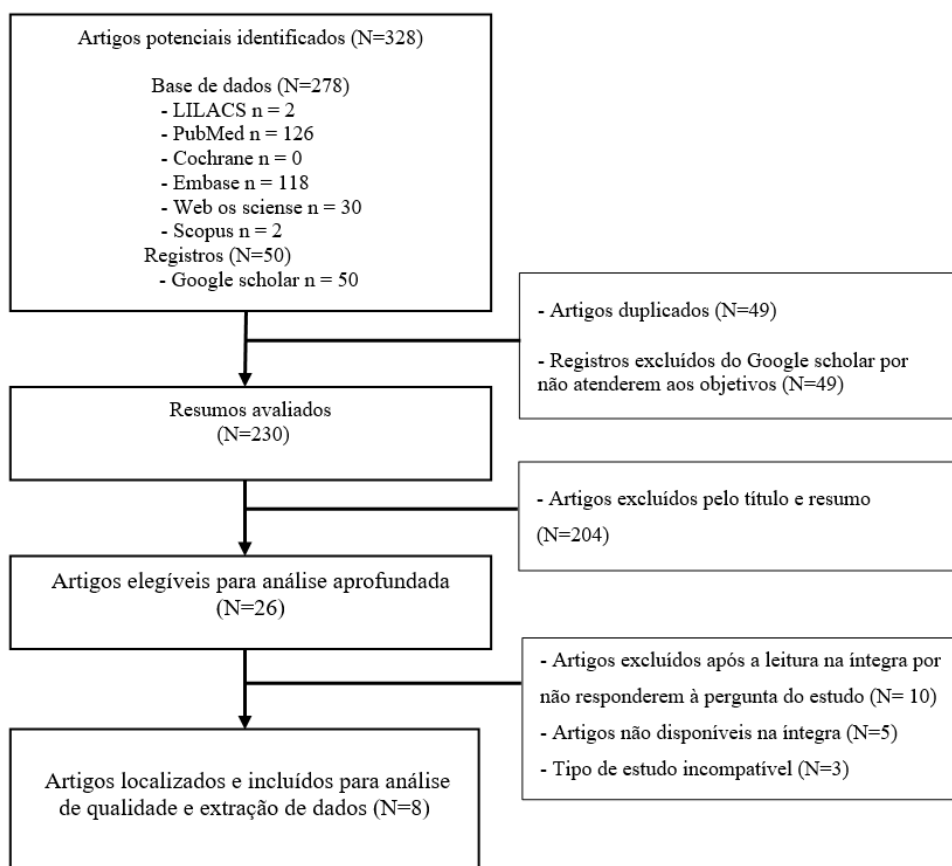 Artigos potenciais identificados (N=328)
Base de dados (N=278)
- LILACS n = 2
- PubMed n = 126
- Cochrane n = 0
- Embase n = 118
- Web os sciense n = 30
- Scopus n = 2
Registros (N=50)
- Google scholar n = 50
- Artigos duplicados (N=49)
- Registros excluídos do Google scholar por
não atenderem aos objetivos (N=49)
Resumos avaliados
(N=230)
- Artigos excluídos pelo título e resumo
(N=204)
Artigos elegíveis para análise aprofundada
(N=26)
- Artigos excluídos após a leitura na íntegra por
não responderem à pergunta do estudo (N= 10)
- Artigos não disponíveis na íntegra (N=5)
- Tipo de estudo incompatível (N=3)
Artigos localizados e incluídos para análise
de qualidade e extração de dados (N=8)